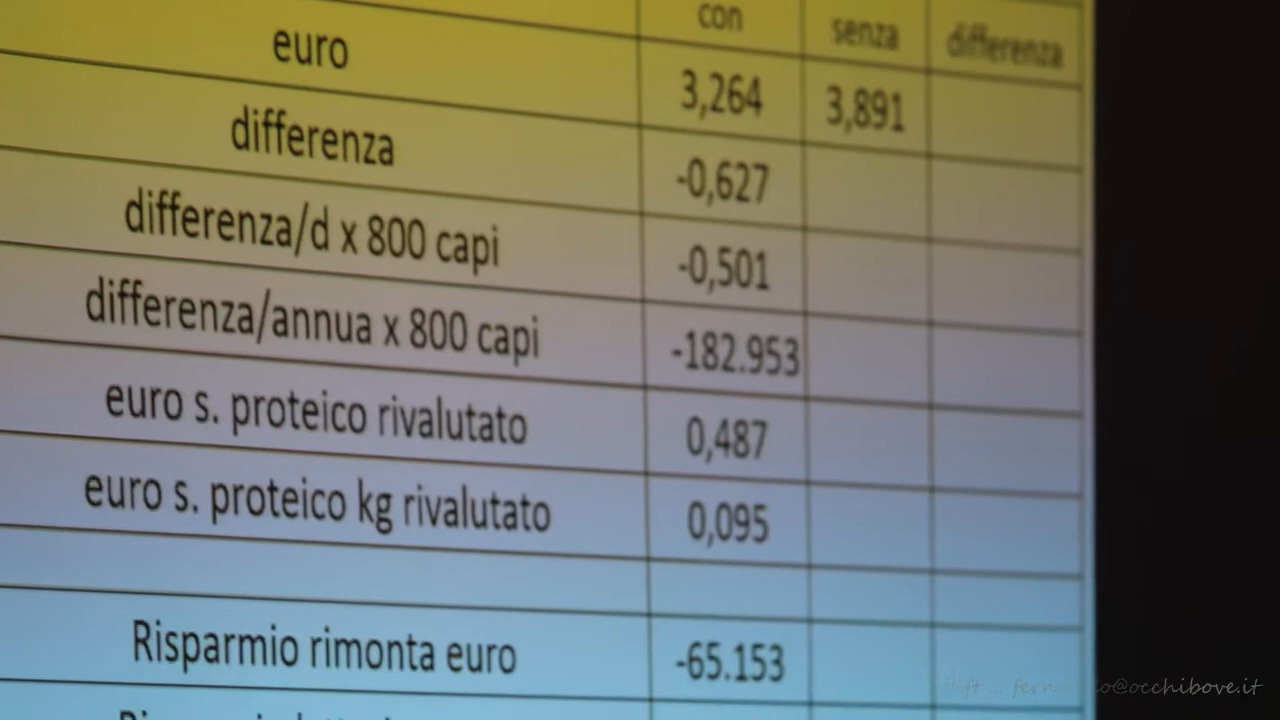 con senza differenza
euro 3,264 3,891
differenza -0,627
differenza/d x 800 capi -0,501
differenza/annua x 800 capi -182.953
euro s. proteico rivalutato 0,487
euro s. proteico kg rivalutato 0,095
Risparmio rimonta euro -65.153